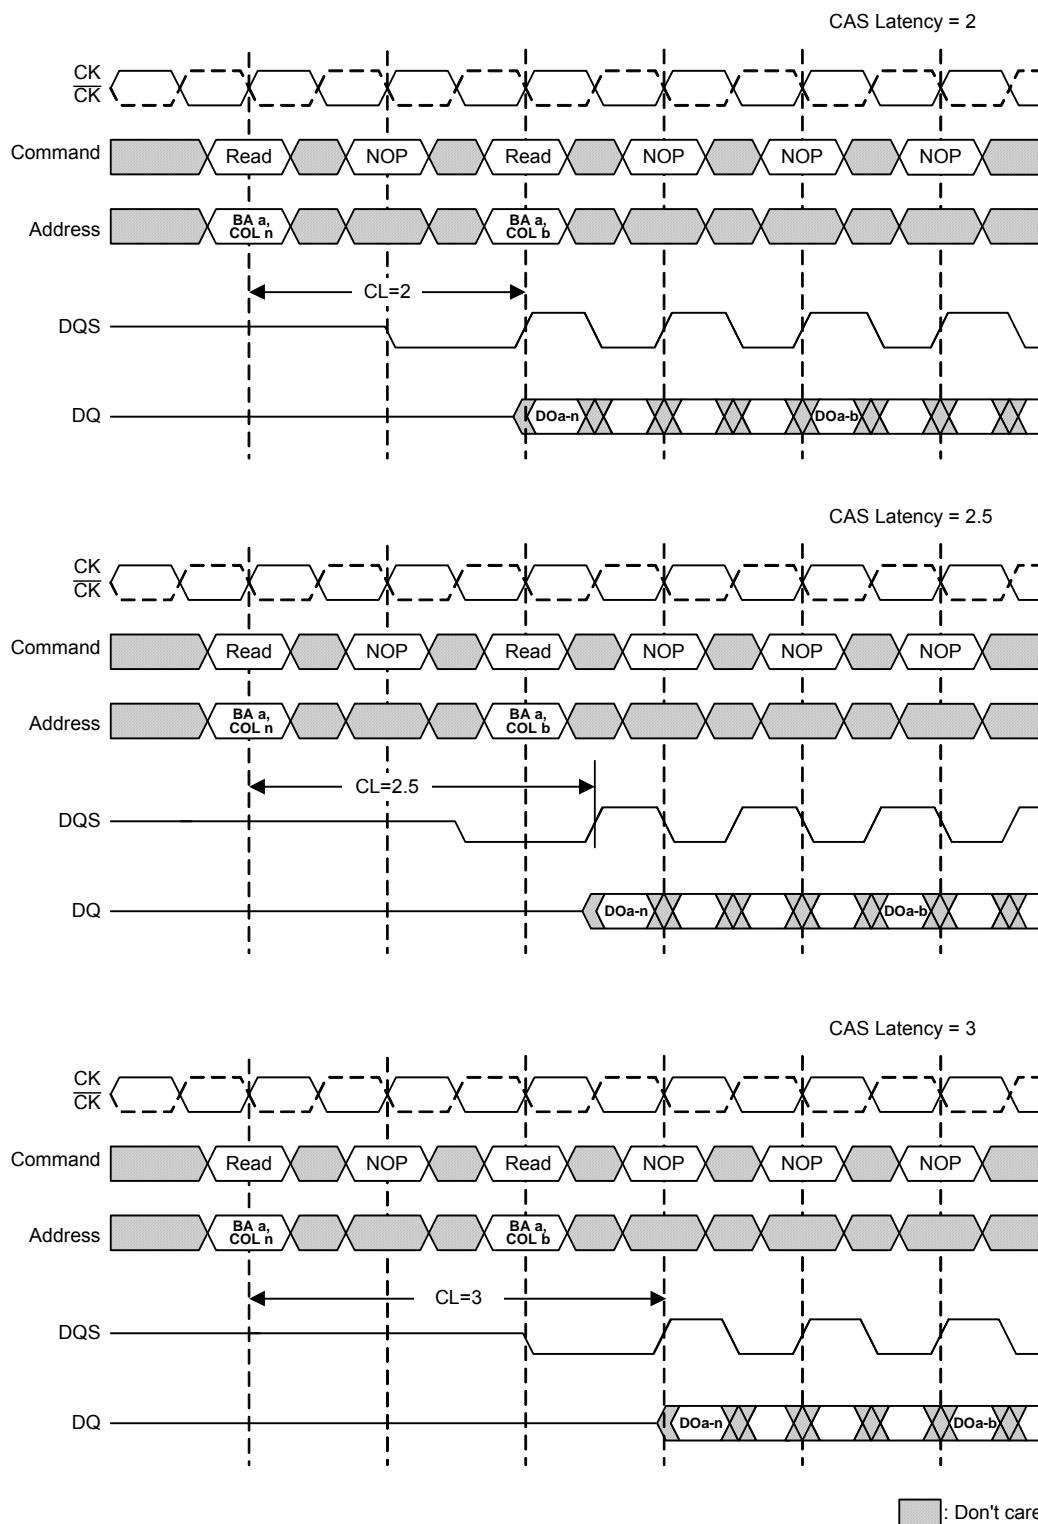 CAS Latency = 2
CK
CK
Command Read NOP Read NOP NOP NOP
Address BA a, COL n BA a, COL b
CL=2
DQS
DQ DOa-n DOa-b
CAS Latency = 2.5
CK
CK
Command Read NOP Read NOP NOP NOP
Address BA a, COL n BA a, COL b
CL=2.5
DQS
DQ DOa-n DOa-b
CAS Latency = 3
CK
CK
Command Read NOP Read NOP NOP NOP
Address BA a, COL n BA a, COL b
CL=3
DQS
DQ DOa-n DOa-b
: Don't care